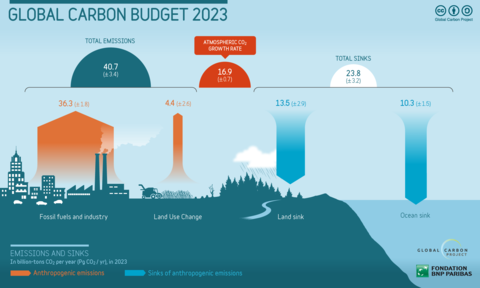 GLOBAL CARBON BUDGET 2023
Global Carbon Project
TOTAL EMISSIONS
40.7
(±3.4)
ATMOSPHERIC CO₂
GROWTH RATE
16.9
(±0.7)
TOTAL SINKS
23.8
(±3.2)
36.3 (±1.8)
4.4 (±2.6)
13.5 (±2.9)
10.3 (±1.5)
Fossil fuels and industry
Land Use Change
Land sink
Ocean sink
EMISSIONS AND SINKS
In billion-tons CO₂ per year (Pg CO₂ / yr), in 2023
Anthropogenic emissions
Sinks of anthropogenic emissions
GLOBAL CARBON
PROJECT
FONDATION
BNP PARIBAS